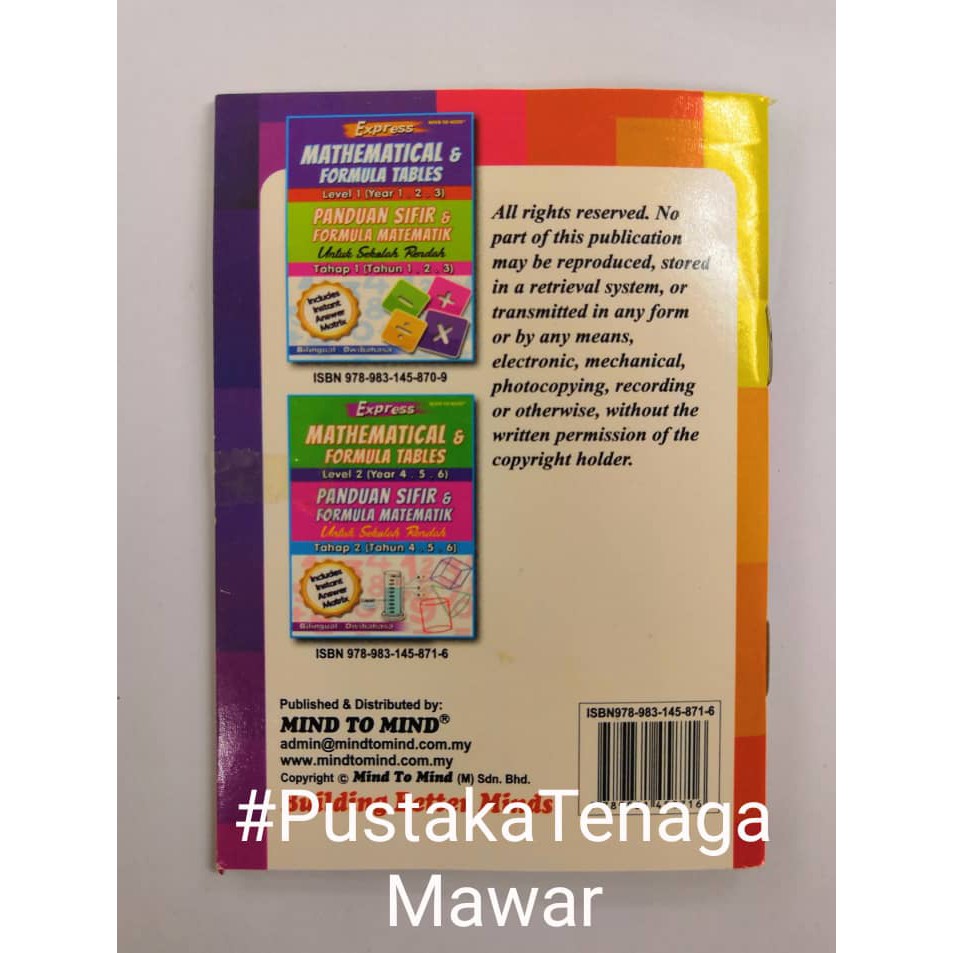 Express
MATHEMATICAL &
FORMULA TABLES
Level 1 (Year 1 . 2 . 3)
PANDUAN SIFIR &
FORMULA MATEMATIK
Untuk Sekolah Rendah
Tahap 1 (Tahun 1 . 2 . 3)
Includes
Instant
Answer
Matrix
Bilingual . Dwibahasa
ISBN 978-983-145-870-9
Express
MATHEMATICAL &
FORMULA TABLES
Level 2 (Year 4 . 5 . 6)
PANDUAN SIFIR &
FORMULA MATEMATIK
Untuk Sekolah Rendah
Tahap 2 (Tahun 4 . 5 . 6)
Includes
Instant
Answer
Matrix
Bilingual . Dwibahasa
ISBN 978-983-145-871-6
All rights reserved. No
part of this publication
may be reproduced, stored
in a retrieval system, or
transmitted in any form
or by any means,
electronic, mechanical,
photocopying, recording
or otherwise, without the
written permission of the
copyright holder.
Published & Distributed by:
MIND TO MIND®
admin@mindtomind.com.my
www.mindtomind.com.my
Copyright © Mind To Mind (M) Sdn. Bhd.
Building Better Minds
ISBN978-983-145-871-6
#PustakaTenaga
Mawar